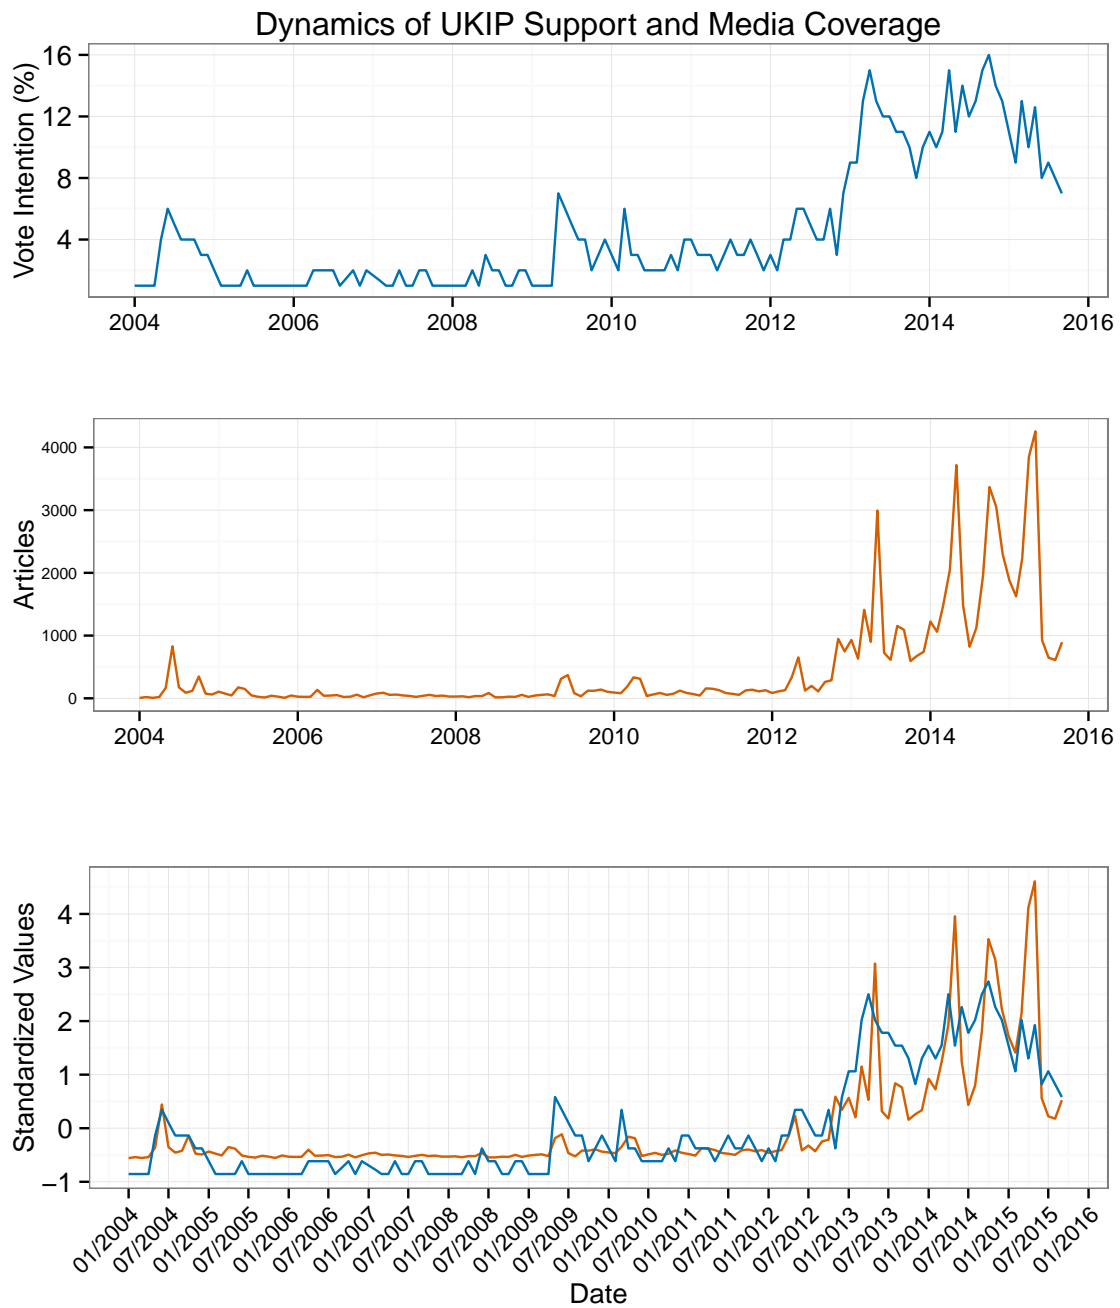 Dynamics of UKIP Support and Media Coverage
Vote Intention (%)
16
12
8
4
2004 2006 2008 2010 2012 2014 2016
Articles
4000
3000
2000
1000
0
2004 2006 2008 2010 2012 2014 2016
Standardized Values
4
3
2
1
0
−1
01/2004 07/2004 01/2005 07/2005 01/2006 07/2006 01/2007 07/2007 01/2008 07/2008 01/2009 07/2009 01/2010 07/2010 01/2011 07/2011 01/2012 07/2012 01/2013 07/2013 01/2014 07/2014 01/2015 07/2015 01/2016
Date